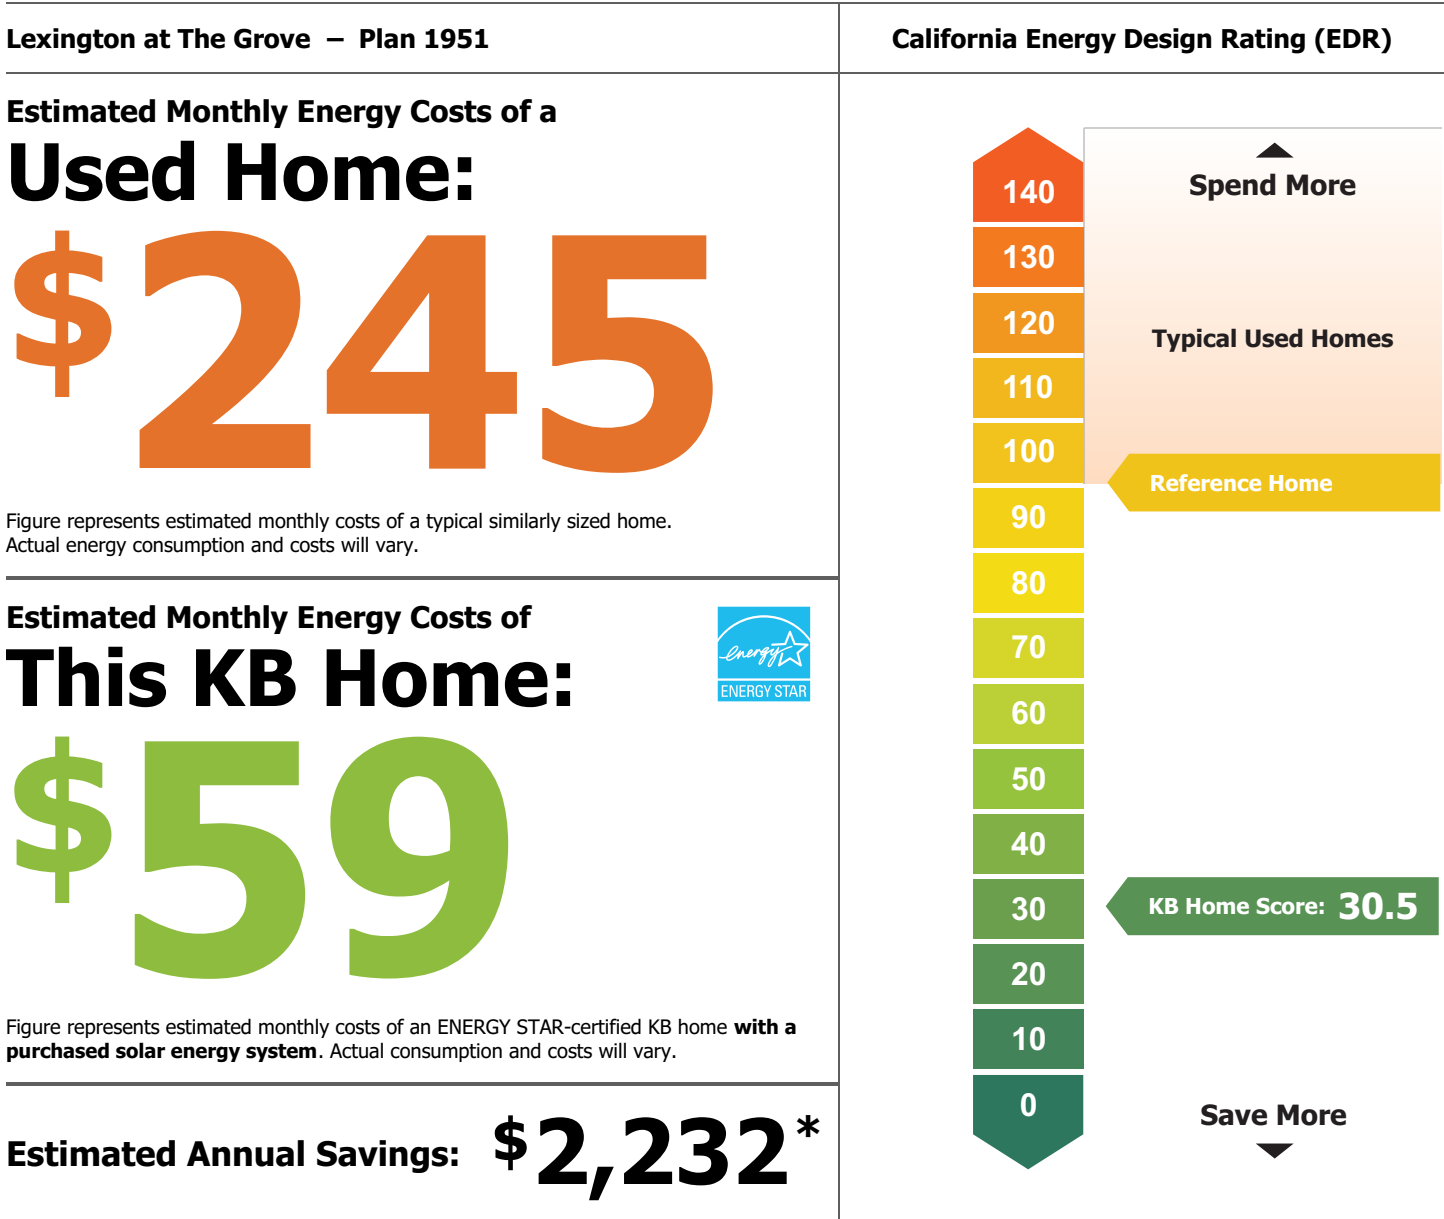 Lexington at The Grove – Plan 1951
Estimated Monthly Energy Costs of a
Used Home:
$245
Figure represents estimated monthly costs of a typical similarly sized home.
Actual energy consumption and costs will vary.
Estimated Monthly Energy Costs of
This KB Home:
energy
ENERGY STAR
$59
Figure represents estimated monthly costs of an ENERGY STAR-certified KB home with a
purchased solar energy system. Actual consumption and costs will vary.
Estimated Annual Savings: $2,232*
California Energy Design Rating (EDR)
140
130
120
110
100
90
80
70
60
50
40
30
20
10
0
Spend More
Typical Used Homes
Reference Home
KB Home Score: 30.5
Save More